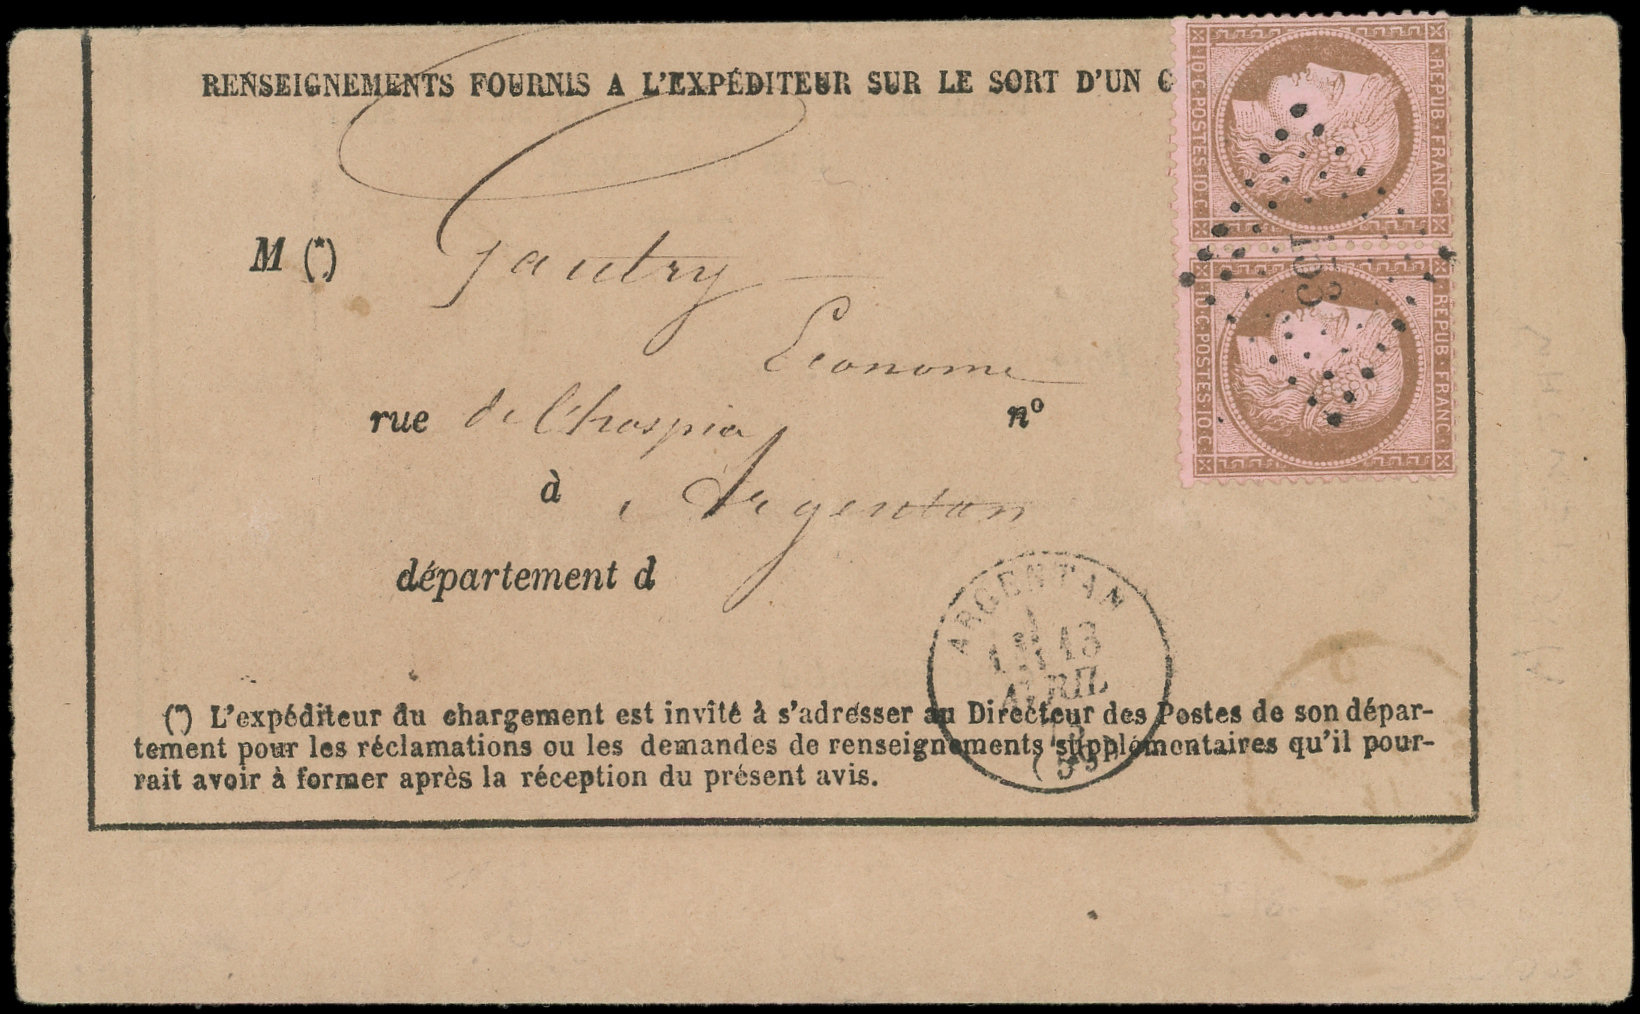 RENSEIGNEMENTS FOURNIS A L'EXPÉDITEUR SUR LE SORT D'UN C
REPUB·FRANC·
10·C·POSTES·10·C·
M (*) Gautry
Econome
rue de l'hospice n°
à Argentan
REPUB·FRANC·
10·C·POSTES·10·C·
département d
ARGENTAN
13
AVRIL
(*) L'expéditeur du chargement est invité à s'adresser au Directeur des Postes de son dépar-
tement pour les réclamations ou les demandes de renseignements supplémentaires qu'il pour-
rait avoir à former après la réception du présent avis.